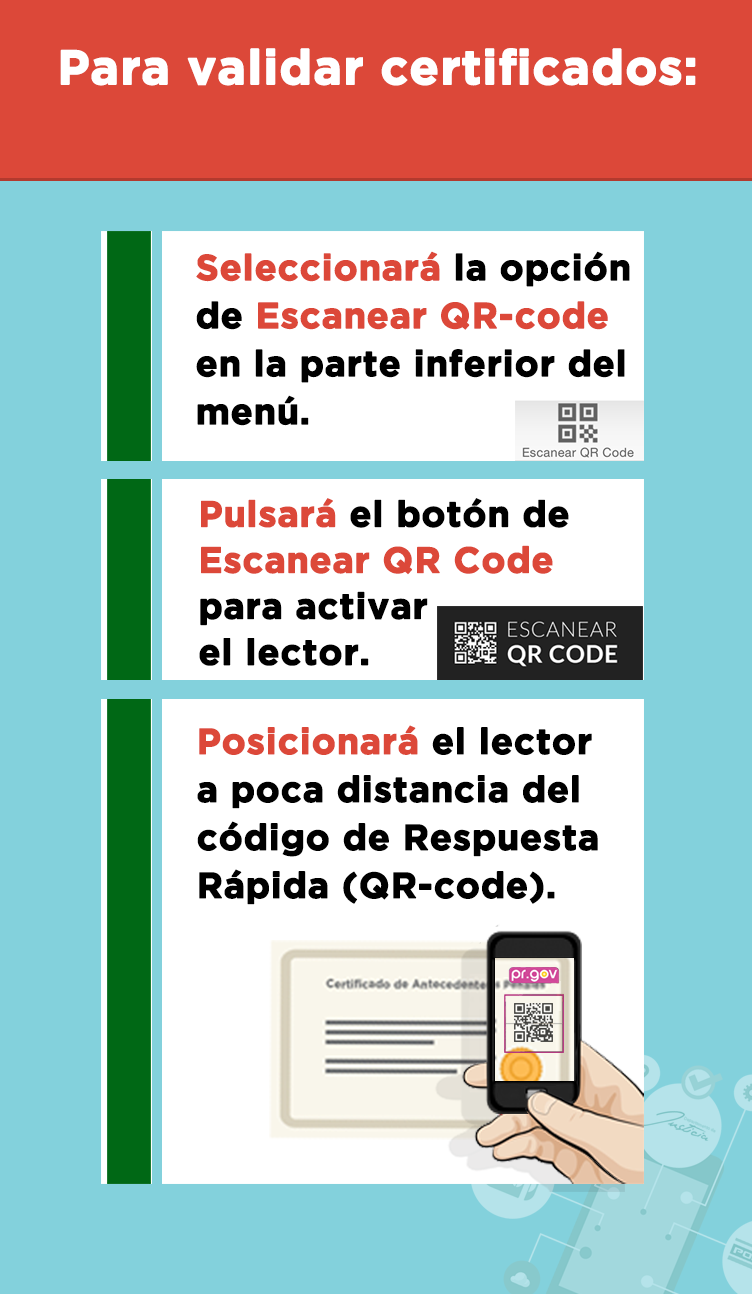 Para validar certificados:
Seleccionará la opción
de Escanear QR-code
en la parte inferior del
menú.
Escanear QR Code
Pulsará el botón de
Escanear QR Code
para activar
el lector.
ESCANEAR
QR CODE
Posicionará el lector
a poca distancia del
código de Respuesta
Rápida (QR-code).
Certificado de Antecedentes Penales
pr.gov
Justicia